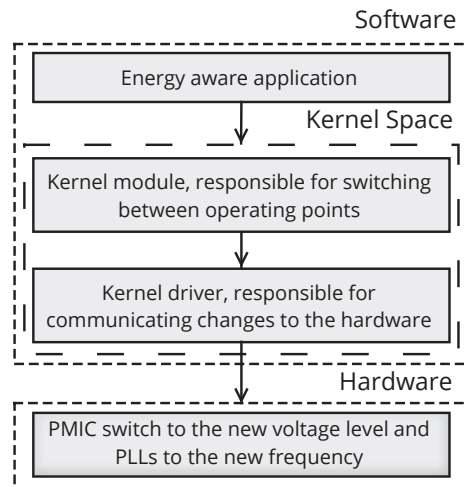 Software
Energy aware application
Kernel Space
Kernel module, responsible for switching
between operating points
Kernel driver, responsible for
communicating changes to the hardware
Hardware
PMIC switch to the new voltage level and
PLLs to the new frequency